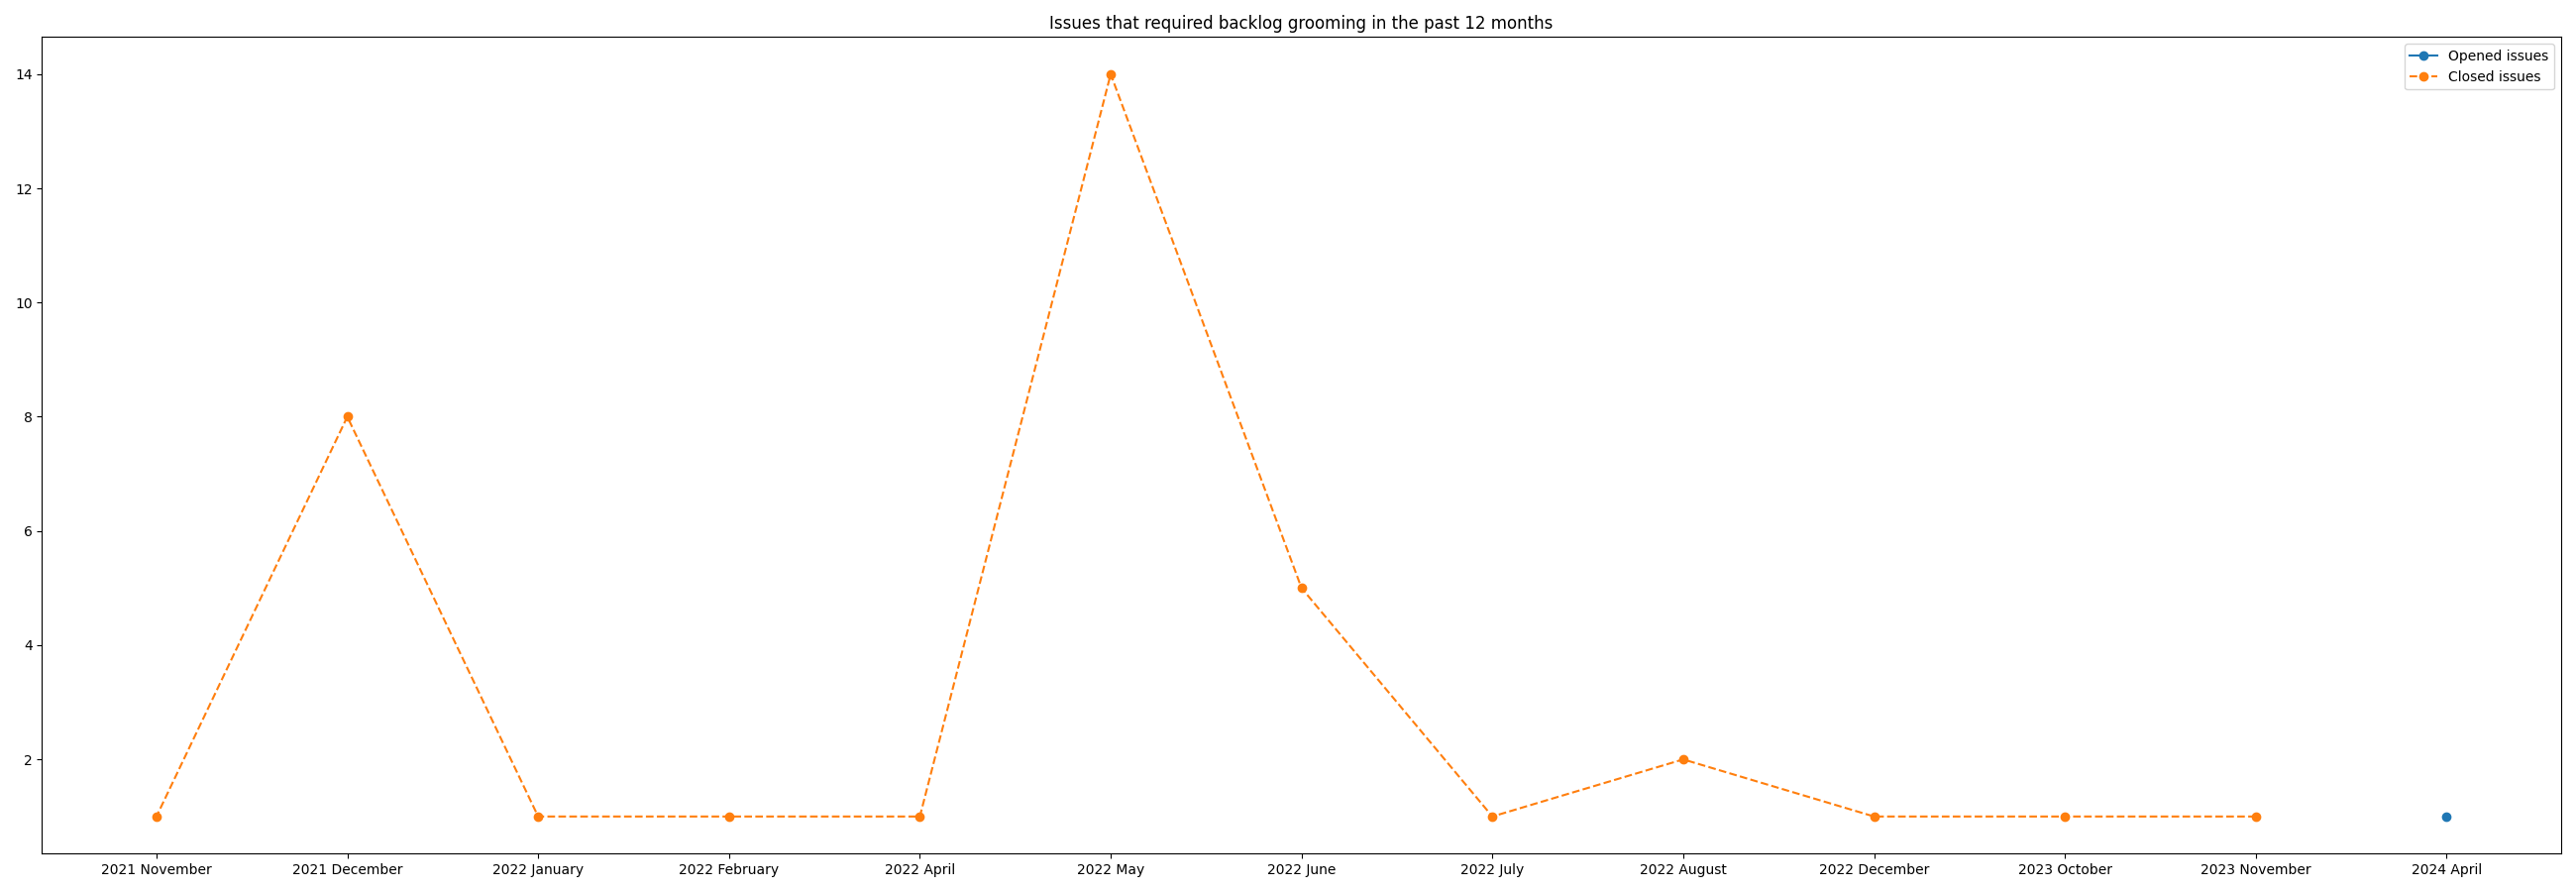 Issues that required backlog grooming in the past 12 months
Opened issues
Closed issues
14
12
10
8
6
4
2
2021 November
2021 December
2022 January
2022 February
2022 April
2022 May
2022 June
2022 July
2022 August
2022 December
2023 October
2023 November
2024 April